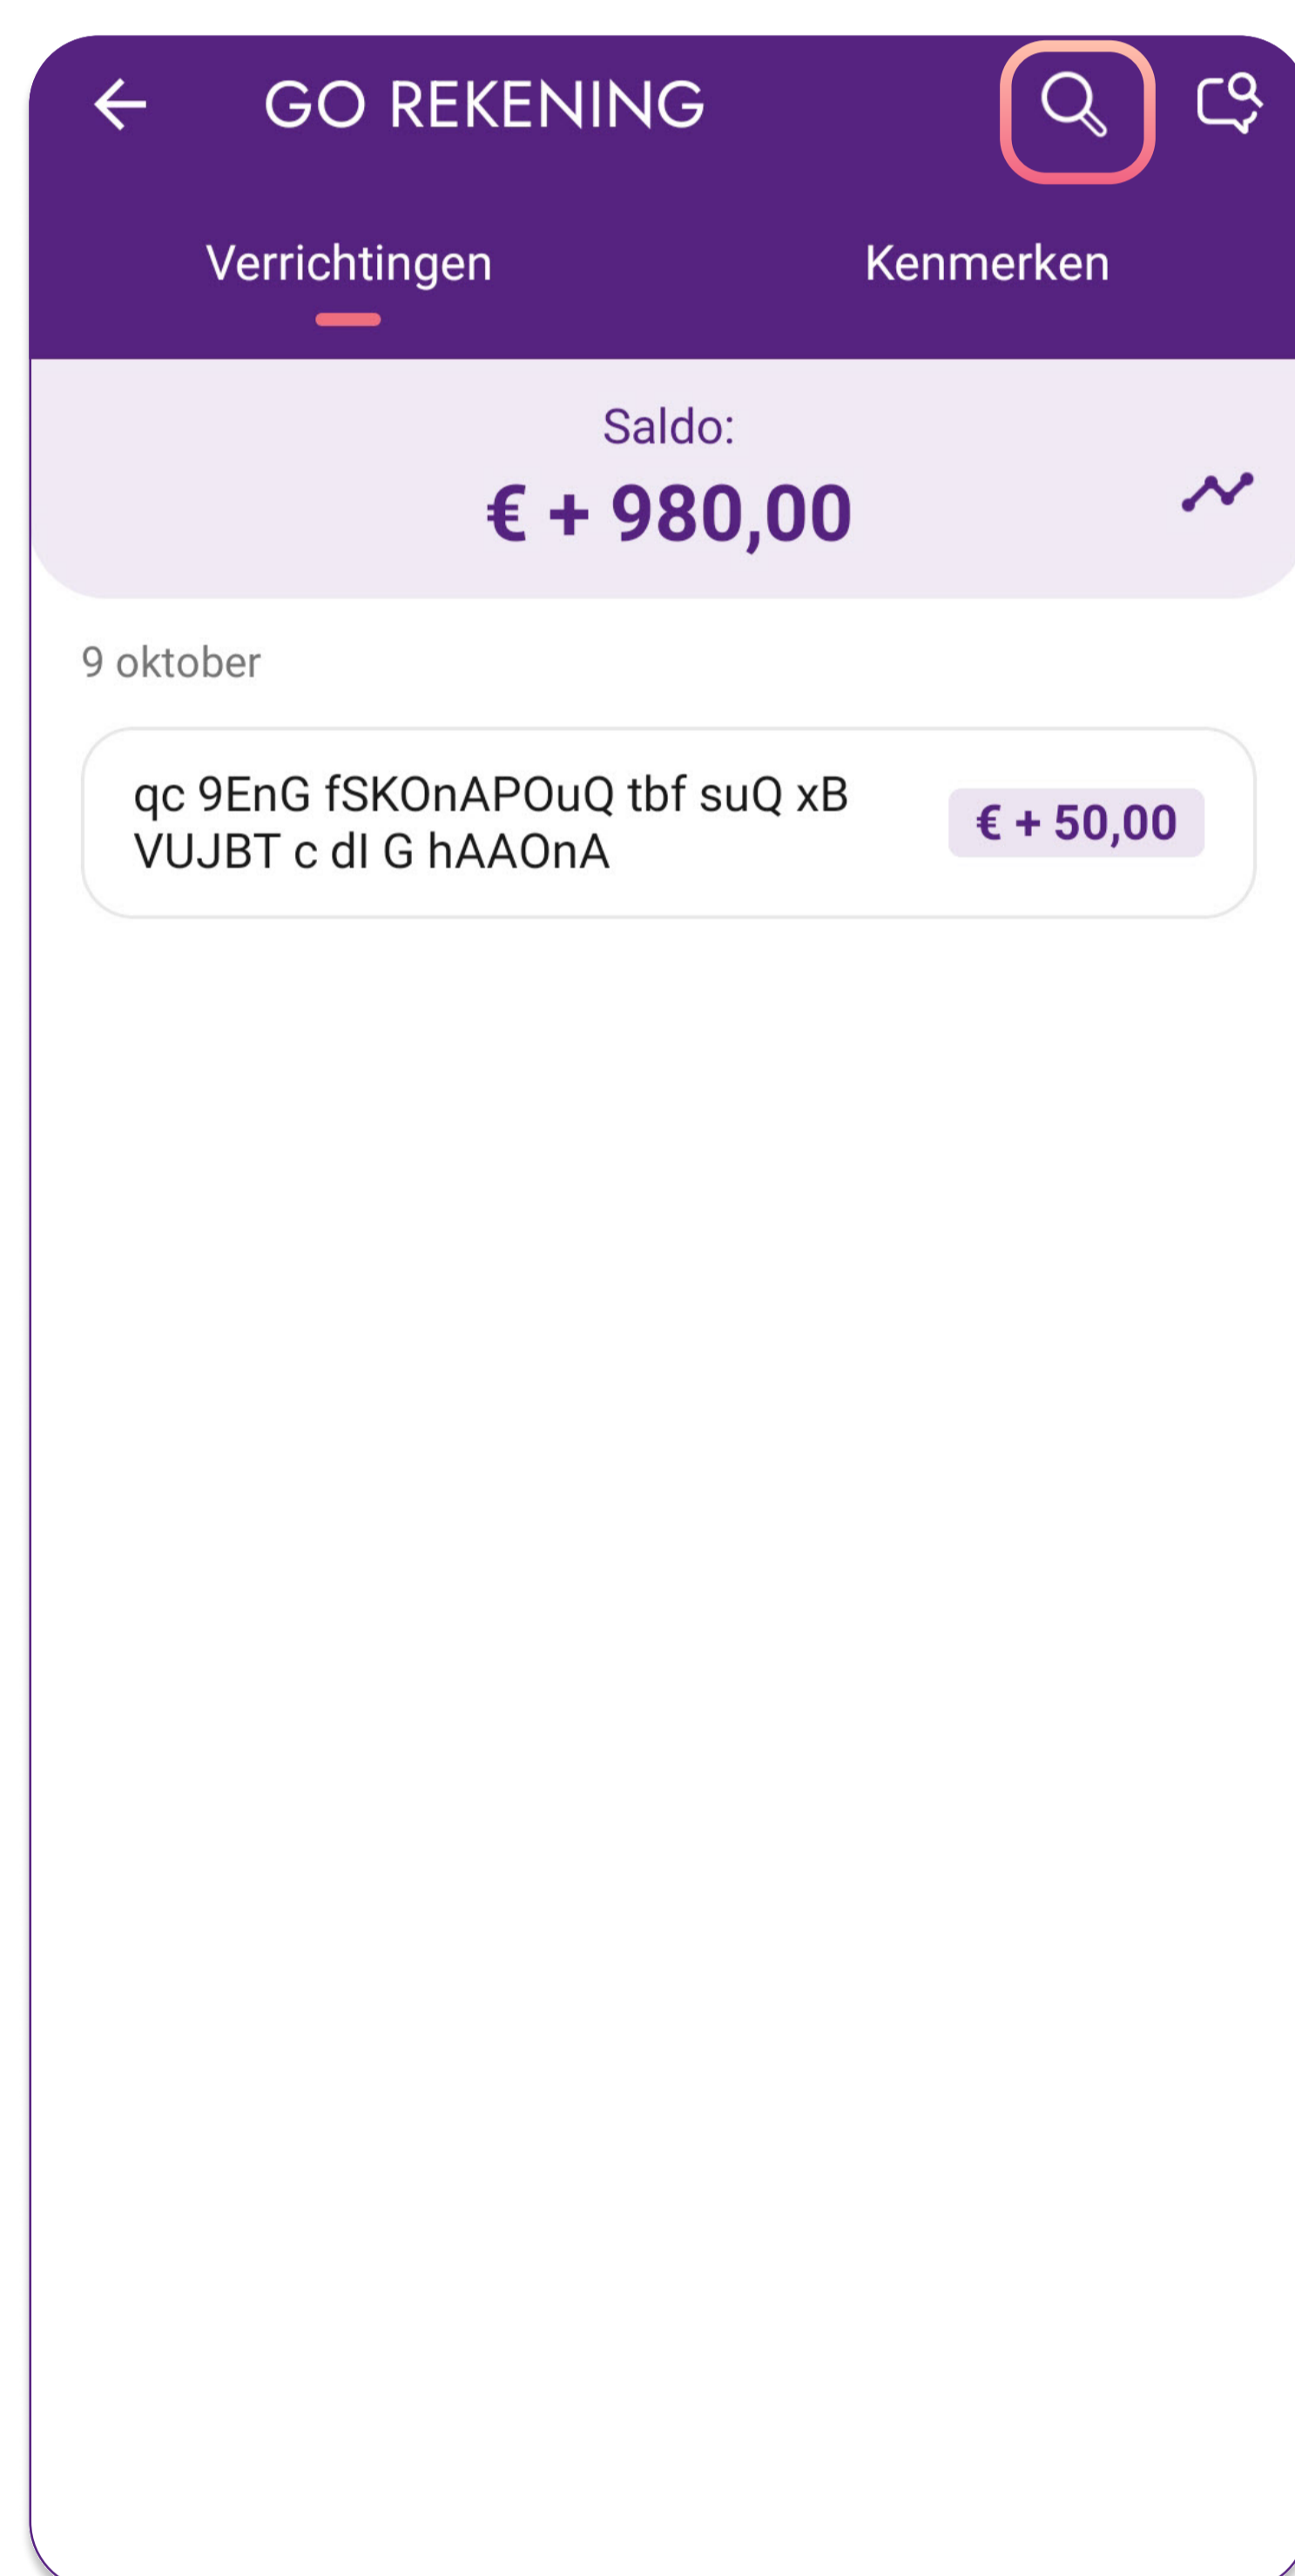 GO REKENING
Verrichtingen Kenmerken
Saldo:
€ + 980,00
9 oktober
qc 9EnG fSKOnAPOuQ tbf suQ xB
VUJBT c dI G hAAOnA
€ + 50,00